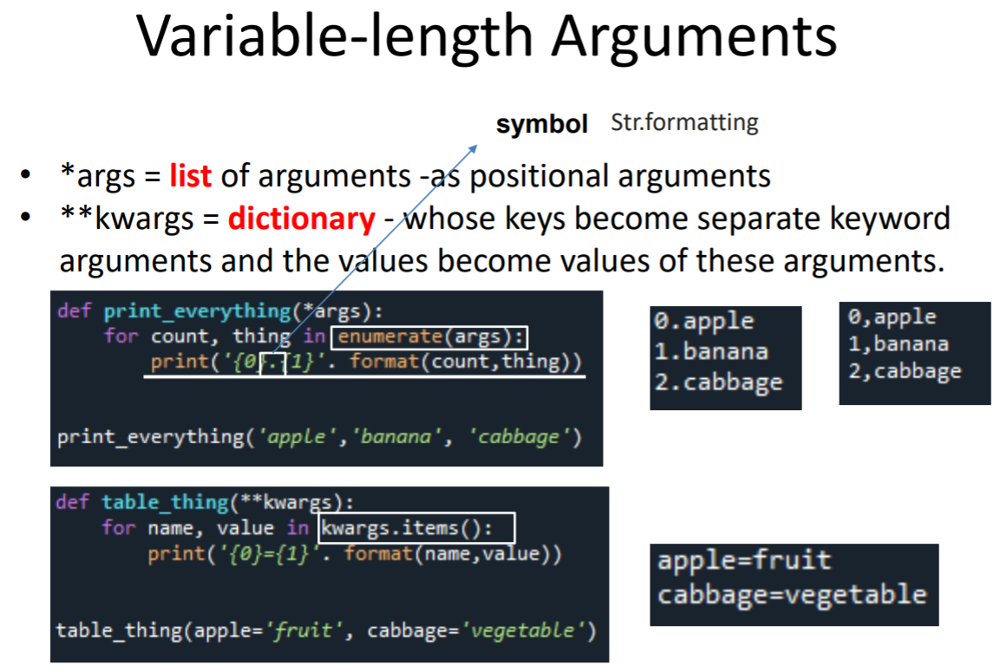 Variable-length Arguments
symbol Str.formatting
• *args = list of arguments -as positional arguments
• **kwargs = dictionary - whose keys become separate keyword
arguments and the values become values of these arguments.
def print_everything(*args):
    for count, thing in enumerate(args):
        print('{0}.{1}'. format(count,thing))
print_everything('apple','banana', 'cabbage')
0.apple
1.banana
2.cabbage
0,apple
1,banana
2,cabbage
def table_thing(**kwargs):
    for name, value in kwargs.items():
        print('{0}={1}'. format(name,value))
table_thing(apple='fruit', cabbage='vegetable')
apple=fruit
cabbage=vegetable